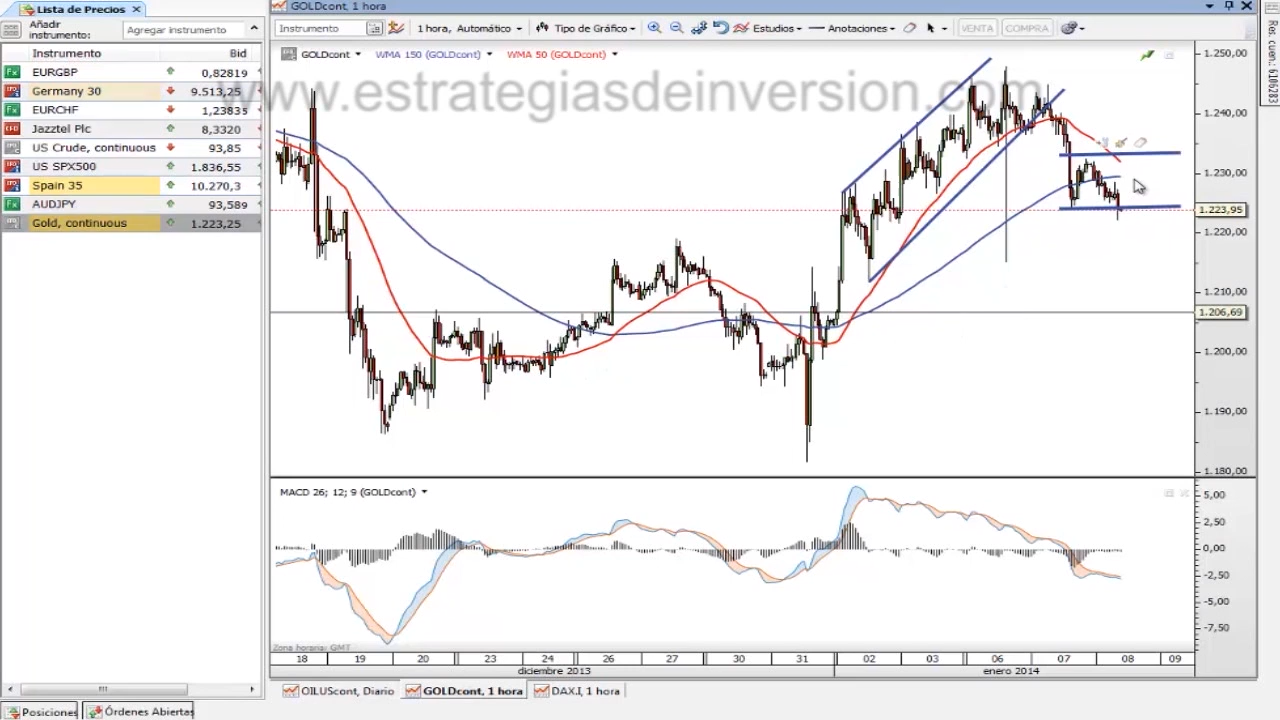 Lista de Precios
GOLDcont, 1 hora
Añadir
instrumento:
Agregar instrumento
Instrumento
1 hora, Automático
Tipo de Gráfico
Estudios
Anotaciones
VENTA
COMPRA
Res. cuen.: 616233
Instrumento Bid
EURGBP 0,82819
Germany 30 9.513,25
EURCHF 1,23835
Jazztel Plc 8,3320
US Crude, continuous 93,85
US SPX500 1.836,55
Spain 35 10.270,3
AUDJPY 93,589
Gold, continuous 1.223,25
GOLDcont WMA 150 (GOLDcont) WMA 50 (GOLDcont)
www.estrategiasdeinversion.com
1.250,00
1.240,00
1.230,00
1.223,95
1.220,00
1.210,00
1.206,69
1.200,00
1.190,00
1.180,00
MACD 26; 12; 9 (GOLDcont)
5,00
2,50
0,00
-2,50
-5,00
-7,50
Zona horaria: GMT
18 19 20 23 24 26 27 30 31 02 03 06 07 08 09
diciembre 2013 enero 2014
OILUScont, Diario GOLDcont, 1 hora DAX.I, 1 hora
Posiciones Órdenes Abiertas